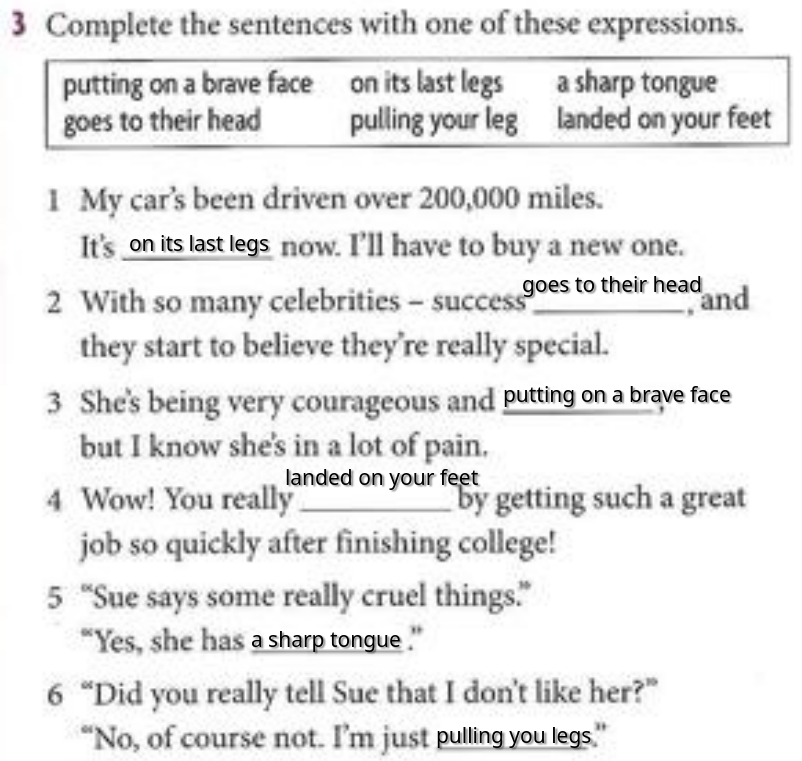 3 Complete the sentences with one of these expressions.
putting on a brave face on its last legs a sharp tongue
goes to their head pulling your leg landed on your feet
1 My car's been driven over 200,000 miles.
It's on its last legs now. I'll have to buy a new one.
2 With so many celebrities – success goes to their head, and
they start to believe they're really special.
3 She's being very courageous and putting on a brave face,
but I know she's in a lot of pain.
4 Wow! You really landed on your feet by getting such a great
job so quickly after finishing college!
5 "Sue says some really cruel things."
"Yes, she has a sharp tongue."
6 "Did you really tell Sue that I don't like her?"
"No, of course not. I'm just pulling you legs."